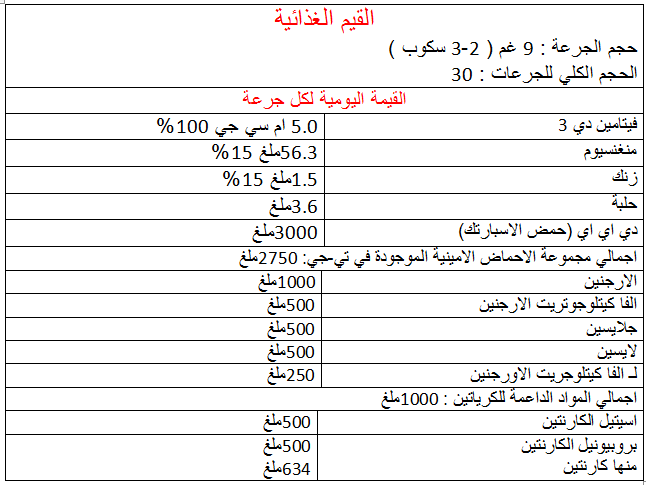 القيم الغذائية
حجم الجرعة : 9 غم ( 2-3 سكوب )
الحجم الكلي للجرعات : 30
القيمة اليومية لكل جرعة
فيتامين دي 3 5.0 ام سي جي 100%
منغنسيوم 56.3ملغ 15%
زنك 1.5ملغ 15%
حلبة 3.6ملغ
دي اي اي (حمض الاسبارتك) 3000ملغ
اجمالي مجموعة الاحماض الامينية الموجودة في تي-جي: 2750ملغ
الارجنين 1000ملغ
الفا كيتلوجوتريت الارجنين 500ملغ
جلايسين 500ملغ
لايسين 500ملغ
لـ الفا كيتلوجريت الاورجنين 250ملغ
اجمالي المواد الداعمة للكرياتين : 1000ملغ
اسيتيل الكارنتين 500ملغ
بروبيونيل الكارنتين 500ملغ
منها كارنتين 634ملغ